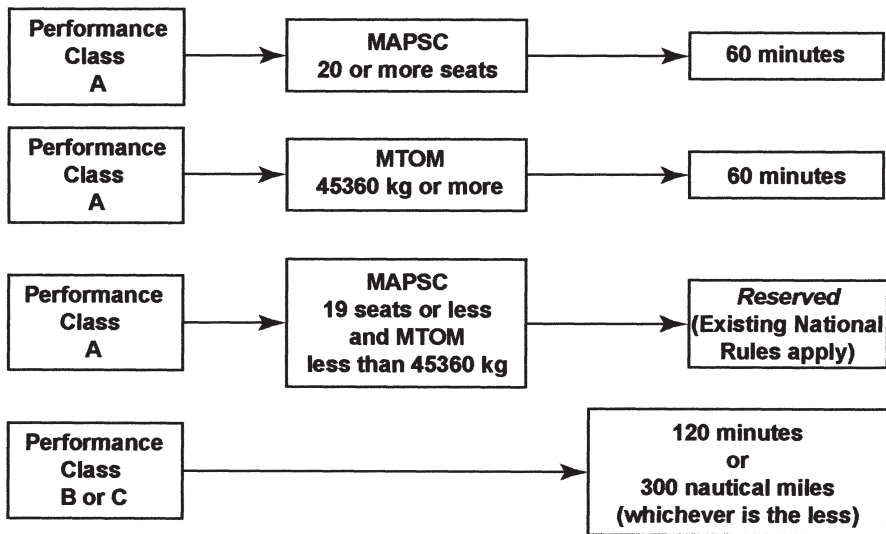 Performance
Class
A
MAPSC
20 or more seats
60 minutes
Performance
Class
A
MTOM
45360 kg or more
60 minutes
Performance
Class
A
MAPSC
19 seats or less
and MTOM
less than 45360 kg
Reserved
(Existing National
Rules apply)
Performance
Class
B or C
120 minutes
or
300 nautical miles
(whichever is the less)